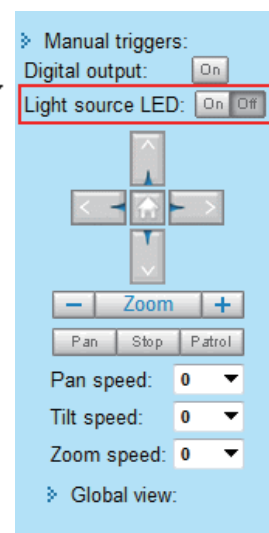 Manual triggers:
Digital output: On
Light source LED: On Off
− Zoom +
Pan Stop Patrol
Pan speed: 0
Tilt speed: 0
Zoom speed: 0
Global view: